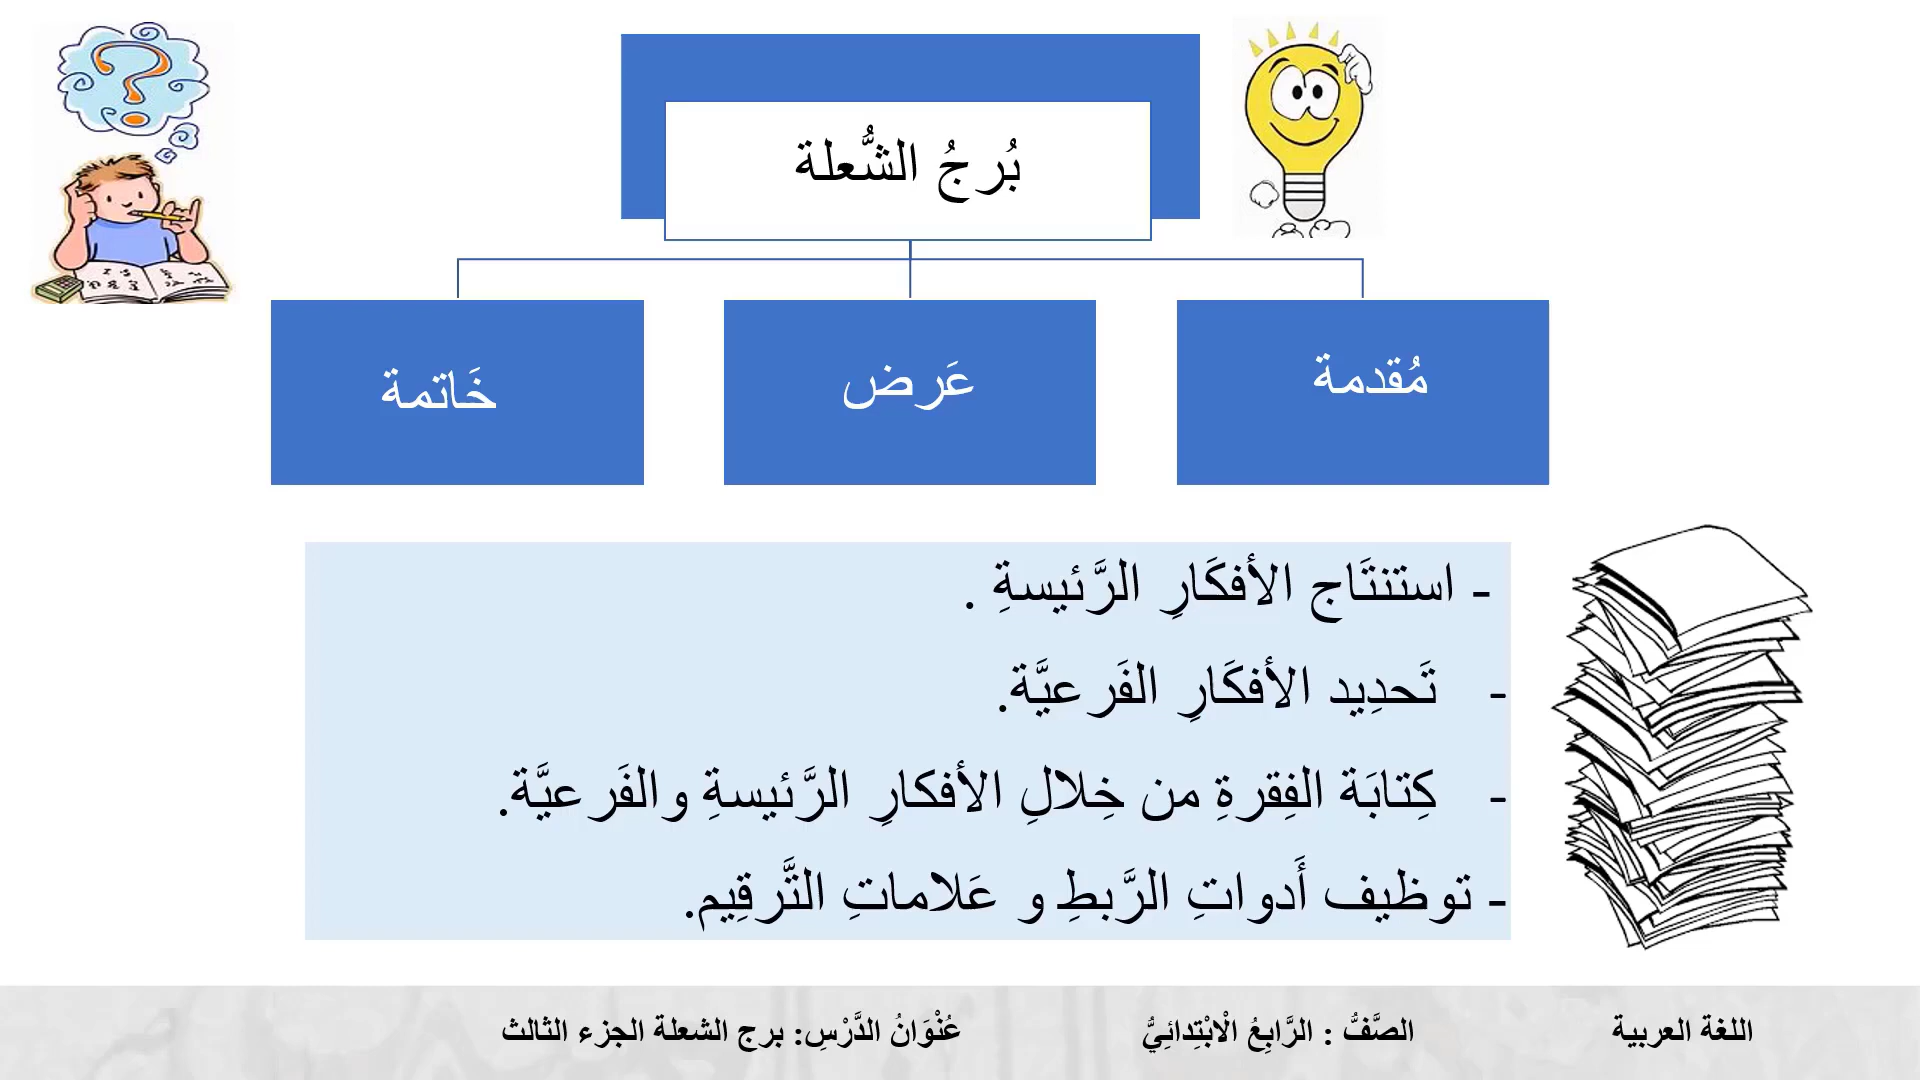 بُرجُ الشُّعلة
مُقدمة
عَرض
خَاتمة
- استنتَاج الأفكَارِ الرَّئيسةِ .
- تَحدِيد الأفكَارِ الفَرعيَّة.
- كِتابَة الفِقرةِ من خِلالِ الأفكارِ الرَّئيسةِ والفَرعيَّة.
- توظيف أَدواتِ الرَّبطِ و عَلاماتِ التَّرقِيم.
اللغة العربية
الصَّفُّ : الرَّابِعُ الْابْتِدائِيُّ
عُنْوَانُ الدَّرْسِ: برج الشعلة الجزء الثالث